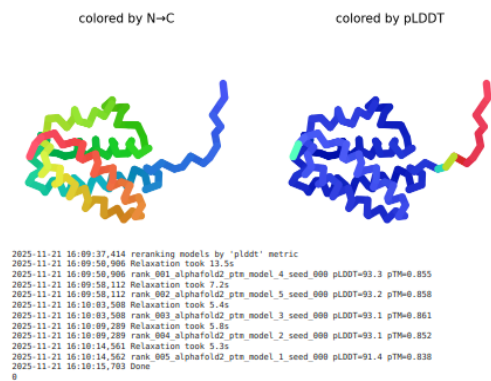 colored by N→C
colored by pLDDT
2025-11-21 16:09:37,414 reranking models by 'plddt' metric
2025-11-21 16:09:50,906 Relaxation took 13.5s
2025-11-21 16:09:50,906 rank_001_alphafold2_ptm_model_4_seed_000 pLDDT=93.3 pTM=0.855
2025-11-21 16:09:58,112 Relaxation took 7.2s
2025-11-21 16:09:58,112 rank_002_alphafold2_ptm_model_5_seed_000 pLDDT=93.2 pTM=0.858
2025-11-21 16:10:03,508 Relaxation took 5.4s
2025-11-21 16:10:03,508 rank_003_alphafold2_ptm_model_3_seed_000 pLDDT=93.1 pTM=0.861
2025-11-21 16:10:09,289 Relaxation took 5.8s
2025-11-21 16:10:09,289 rank_004_alphafold2_ptm_model_2_seed_000 pLDDT=93.1 pTM=0.852
2025-11-21 16:10:14,561 Relaxation took 5.3s
2025-11-21 16:10:14,562 rank_005_alphafold2_ptm_model_1_seed_000 pLDDT=91.4 pTM=0.838
2025-11-21 16:10:15,703 Done
0